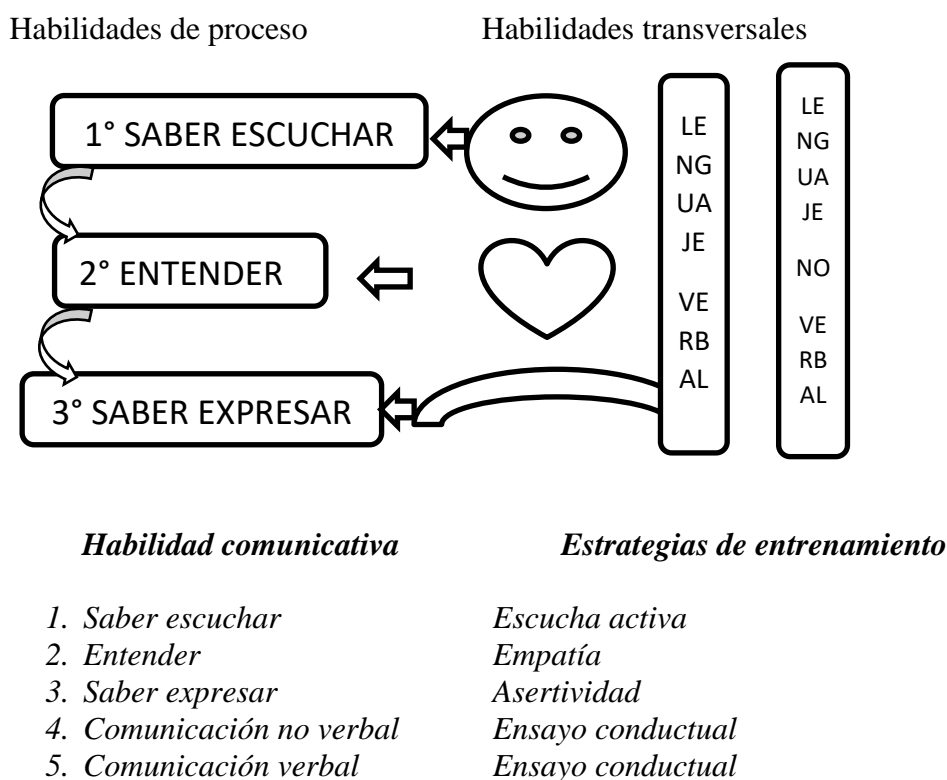 Habilidades de proceso Habilidades transversales
1° SABER ESCUCHAR
2° ENTENDER
3° SABER EXPRESAR
LE
NG
UA
JE
VE
RB
AL
LE
NG
UA
JE
NO
VE
RB
AL
Habilidad comunicativa Estrategias de entrenamiento
1. Saber escuchar Escucha activa
2. Entender Empatía
3. Saber expresar Asertividad
4. Comunicación no verbal Ensayo conductual
5. Comunicación verbal Ensayo conductual